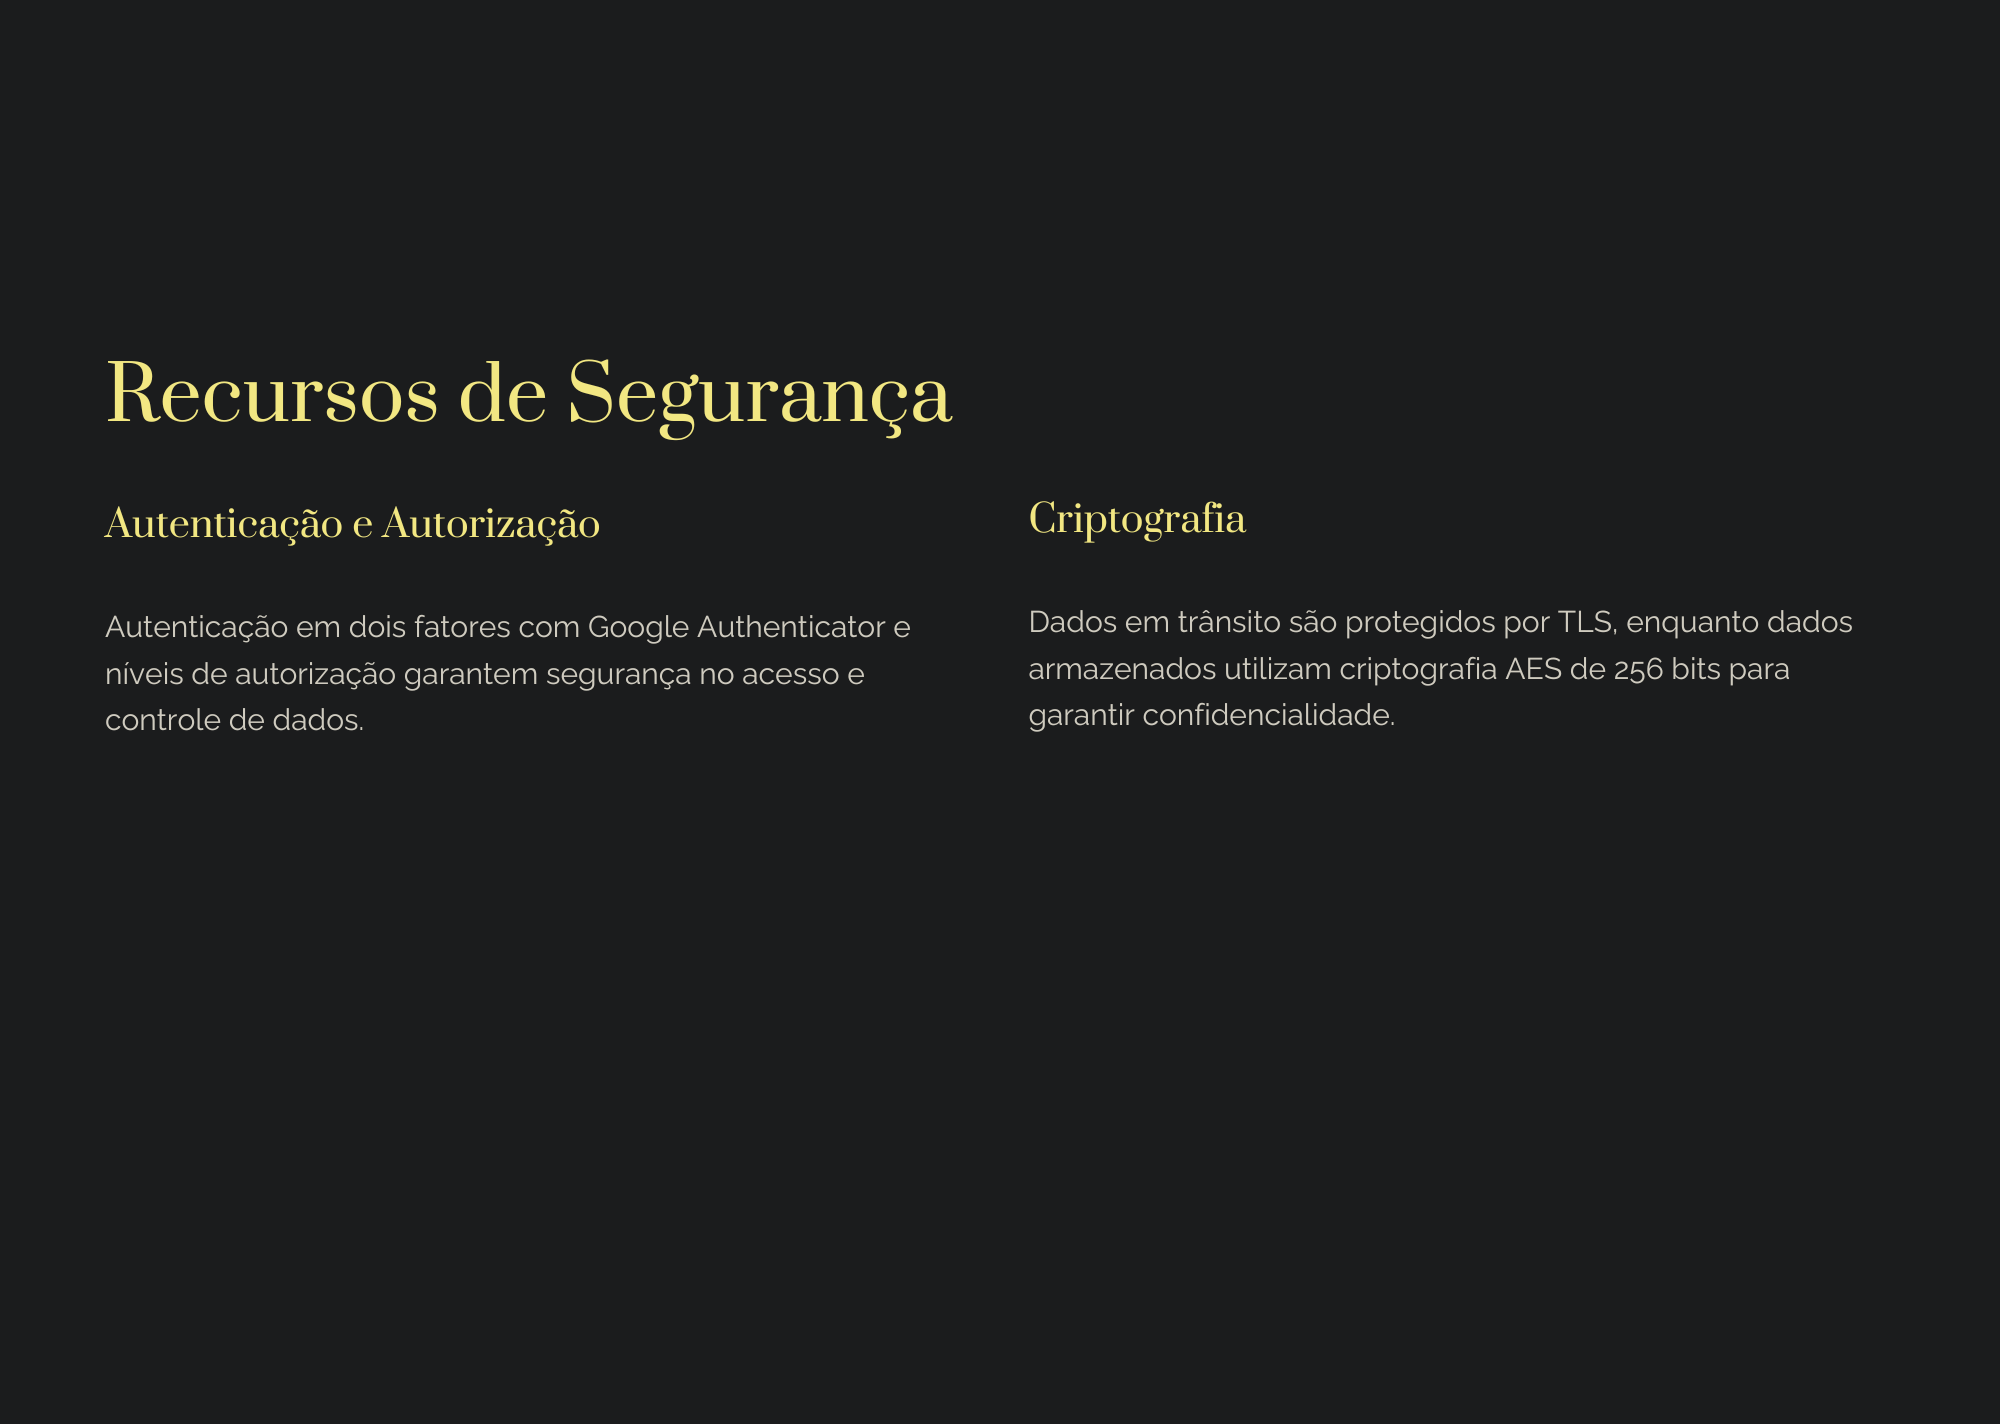 Recursos de Segurança
Autenticação e Autorização
Autenticação em dois fatores com Google Authenticator e
níveis de autorização garantem segurança no acesso e
controle de dados.
Criptografia
Dados em trânsito são protegidos por TLS, enquanto dados
armazenados utilizam criptografia AES de 256 bits para
garantir confidencialidade.